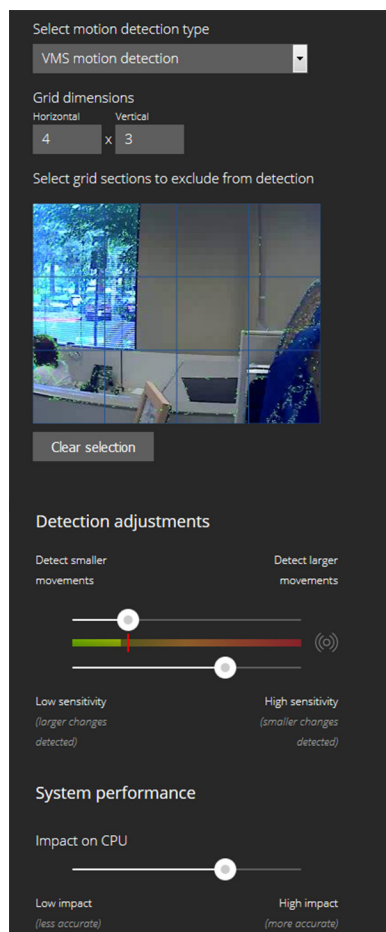 Select motion detection type
VMS motion detection
Grid dimensions
Horizontal Vertical
4 x 3
Select grid sections to exclude from detection
Clear selection
Detection adjustments
Detect smaller Detect larger
movements movements
Low sensitivity High sensitivity
(larger changes (smaller changes
detected) detected)
System performance
Impact on CPU
Low impact High impact
(less accurate) (more accurate)